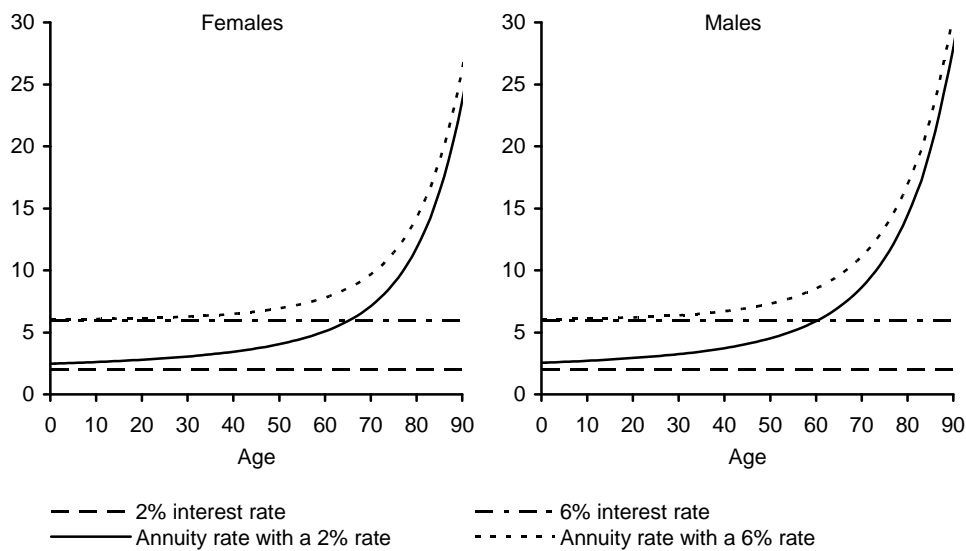 Females
30
25
20
15
10
5
0
0 10 20 30 40 50 60 70 80 90
Age
Males
30
25
20
15
10
5
0
0 10 20 30 40 50 60 70 80 90
Age
2% interest rate
6% interest rate
Annuity rate with a 2% rate
Annuity rate with a 6% rate